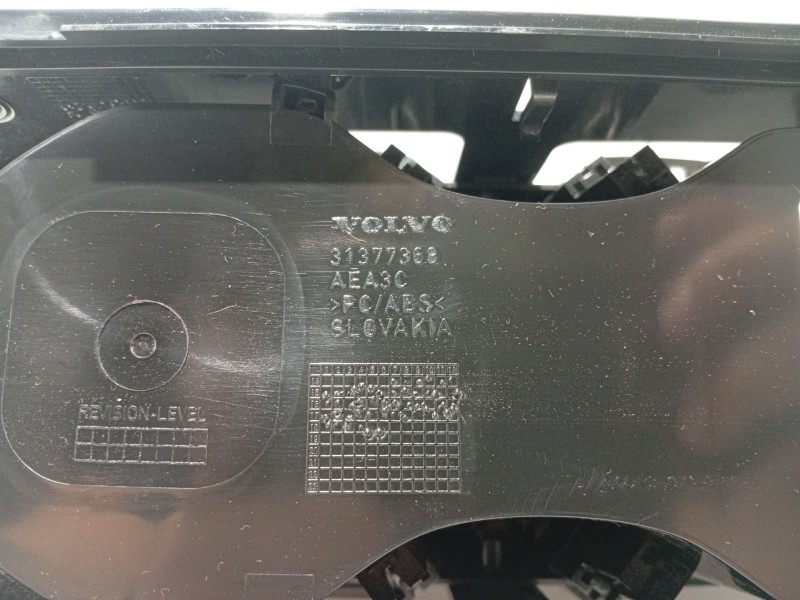 VOLVO
31377368
AEA3C
>PC/ABS<
SLOVAKIA
REVISION-LEVEL